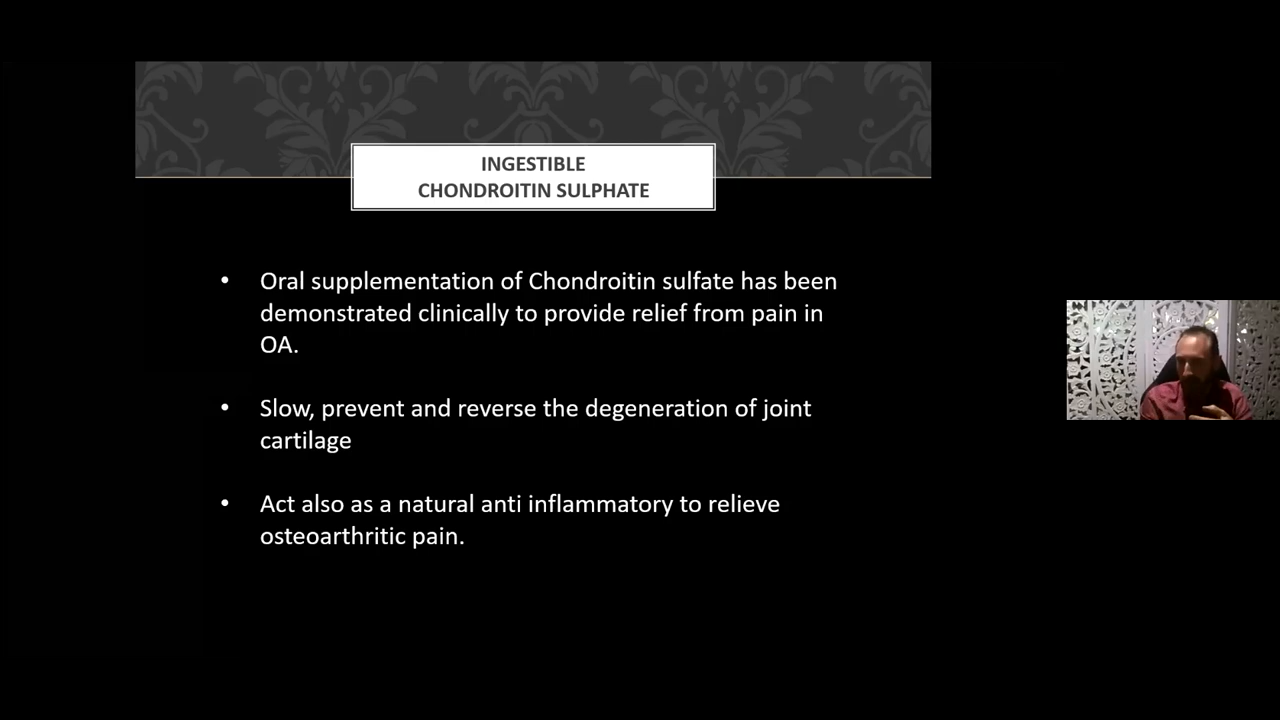 INGESTIBLE
CHONDROITIN SULPHATE
• Oral supplementation of Chondroitin sulfate has been
demonstrated clinically to provide relief from pain in
OA.
• Slow, prevent and reverse the degeneration of joint
cartilage
• Act also as a natural anti inflammatory to relieve
osteoarthritic pain.